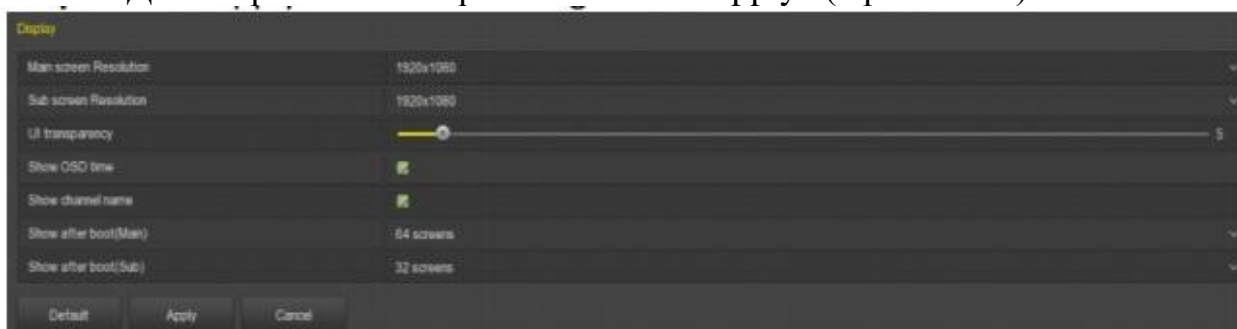 Display
Main screen Resolution 1920x1080
Sub screen Resolution 1920x1080
UI transparency 5
Show OSD time
Show channel name
Show after boot(Main) 64 screens
Show after boot(Sub) 32 screens
Default Apply Cancel